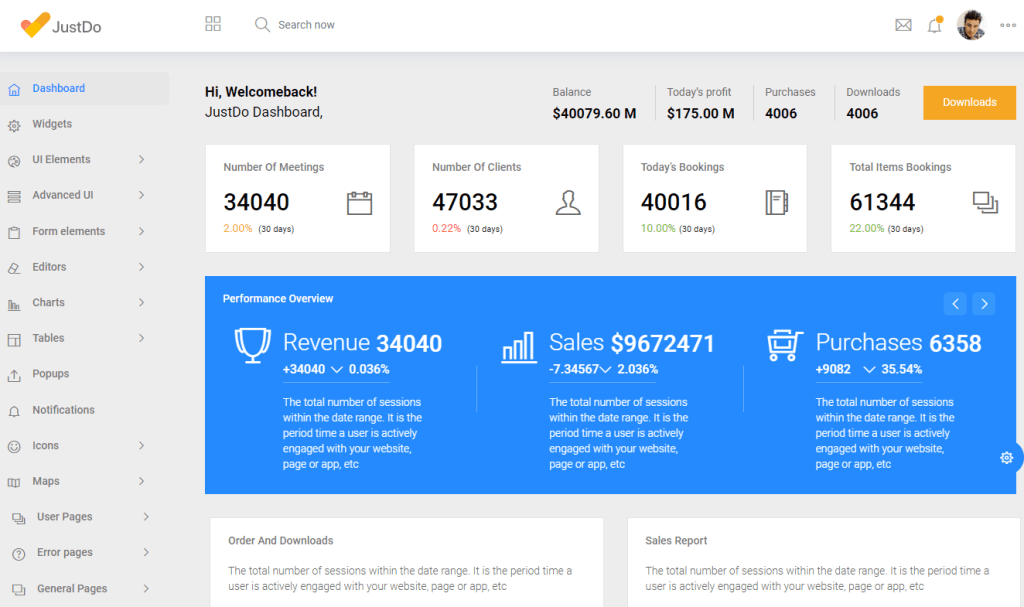 JustDo
Search now
Dashboard
Widgets
UI Elements
Advanced UI
Form elements
Editors
Charts
Tables
Popups
Notifications
Icons
Maps
User Pages
Error pages
General Pages
Hi, Welcomeback!
JustDo Dashboard,
Balance
$40079.60 M
Today's profit
$175.00 M
Purchases
4006
Downloads
4006
Downloads
Number Of Meetings
34040
2.00% (30 days)
Number Of Clients
47033
0.22% (30 days)
Today's Bookings
40016
10.00% (30 days)
Total Items Bookings
61344
22.00% (30 days)
Performance Overview
Revenue 34040
+34040 0.036%
The total number of sessions
within the date range. It is the
period time a user is actively
engaged with your website,
page or app, etc
Sales $9672471
-7.34567 2.036%
The total number of sessions
within the date range. It is the
period time a user is actively
engaged with your website,
page or app, etc
Purchases 6358
+9082 35.54%
The total number of sessions
within the date range. It is the
period time a user is actively
engaged with your website,
page or app, etc
Order And Downloads
The total number of sessions within the date range. It is the period time a
user is actively engaged with your website, page or app, etc
Sales Report
The total number of sessions within the date range. It is the period time a
user is actively engaged with your website, page or app, etc